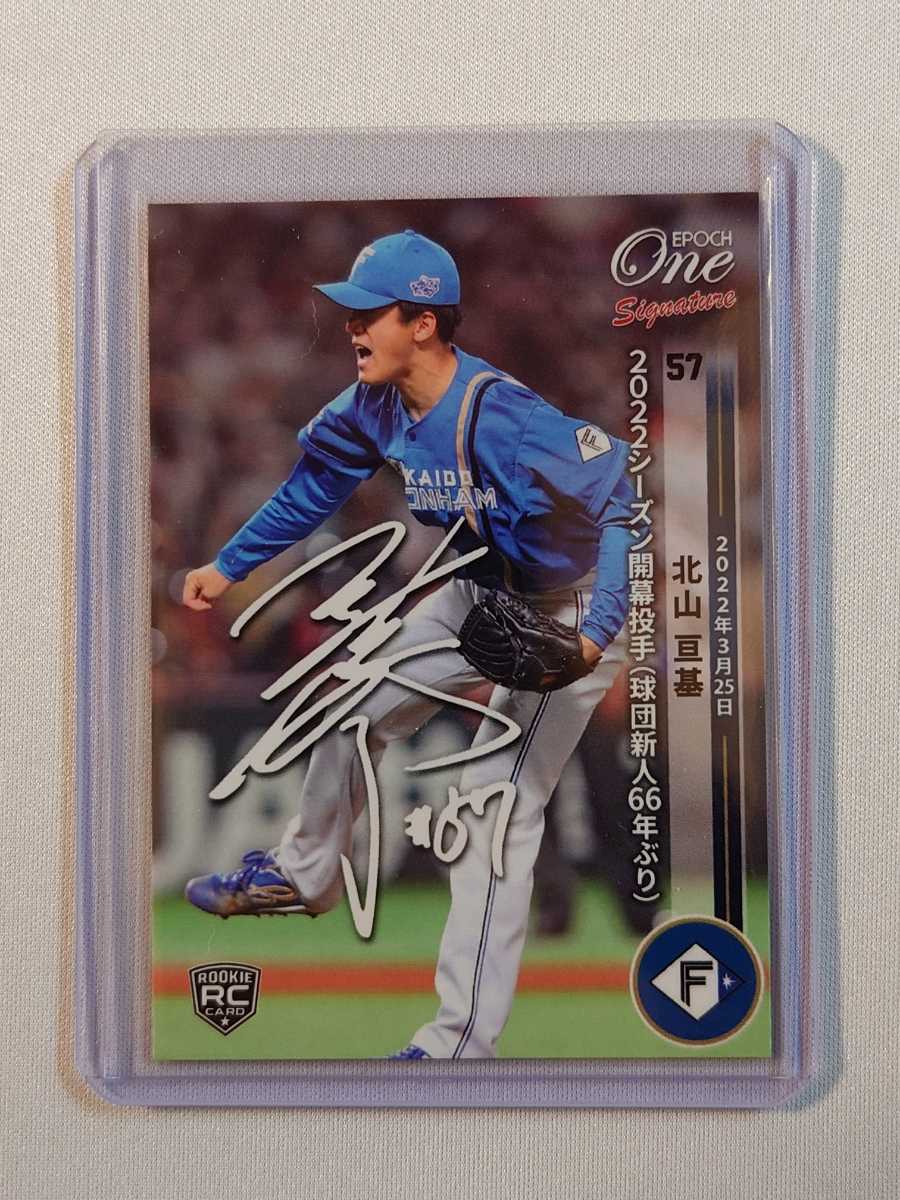 EPOCH
One
Signature
57
2022年3月25日
北山 亘基
2022シーズン開幕投手(球団新人66年ぶり)
F
KAIDO
NHAM
#57
ROOKIE
RC
CARD
F